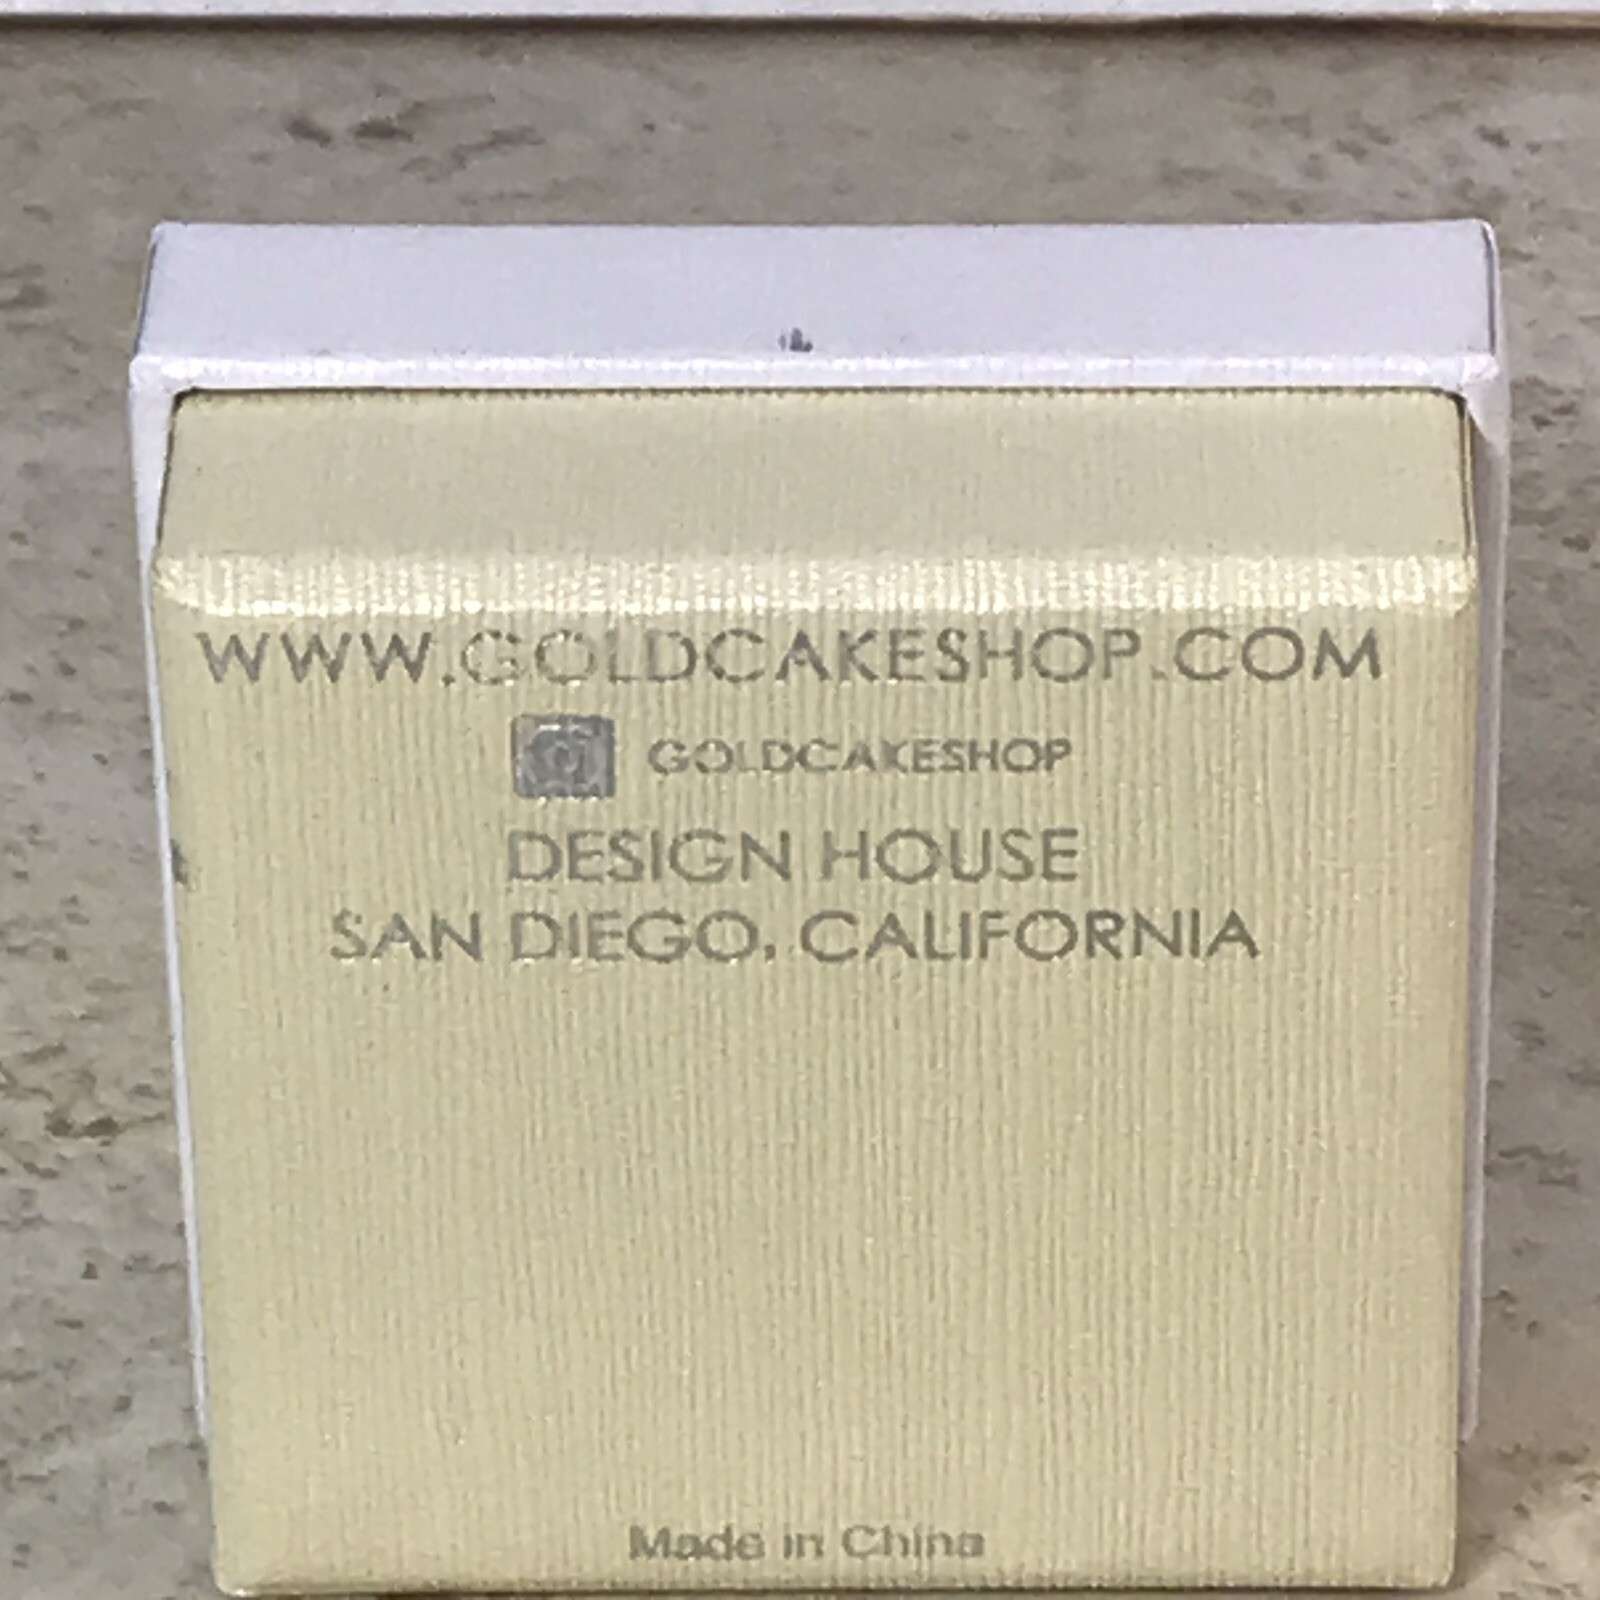 WWW.GOLDCAKESHOP.COM
GOLDCAKESHOP
DESIGN HOUSE
SAN DIEGO, CALIFORNIA
Made in China